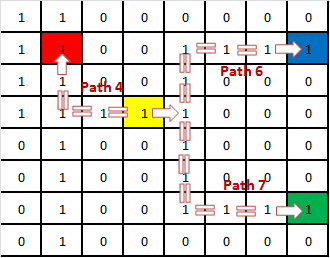 1 1 0 0 0 0 0 0
1 1 0 0 1 1 1 1
Path 6
1 1 0 0 1 0 0 0
Path 4
1 1 1 1 1 0 0 0
0 1 0 0 1 0 0 0
0 1 0 0 1 0 0 0
Path 7
0 1 0 0 1 1 1 1
0 1 0 0 0 0 0 0